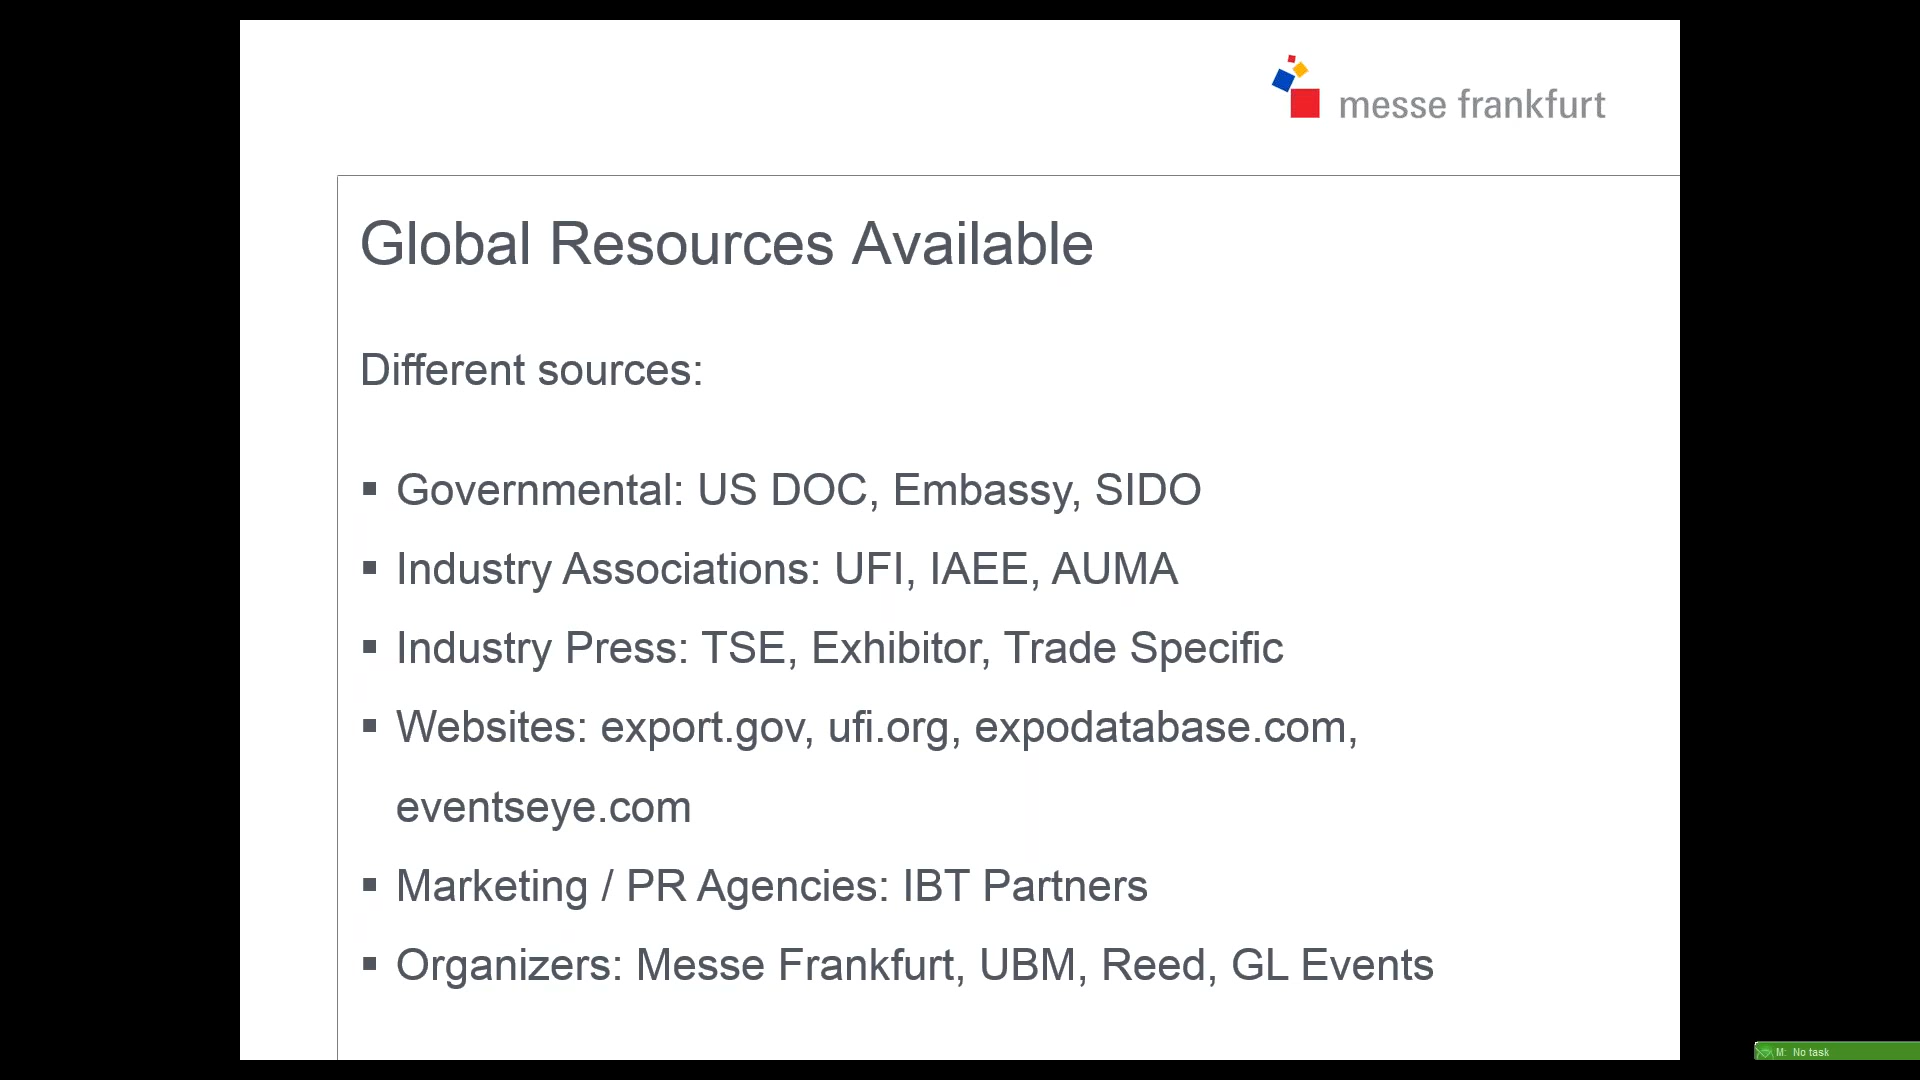 messe frankfurt
Global Resources Available
Different sources:
▪ Governmental: US DOC, Embassy, SIDO
▪ Industry Associations: UFI, IAEE, AUMA
▪ Industry Press: TSE, Exhibitor, Trade Specific
▪ Websites: export.gov, ufi.org, expodatabase.com,
eventseye.com
▪ Marketing / PR Agencies: IBT Partners
▪ Organizers: Messe Frankfurt, UBM, Reed, GL Events
M: No task